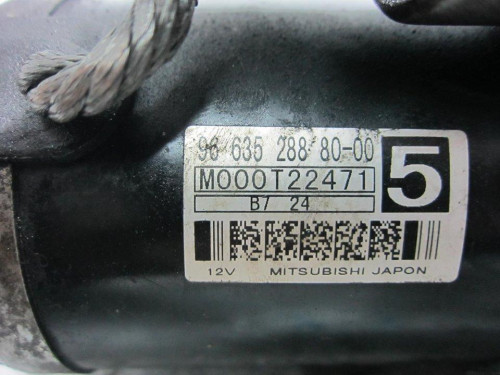 96 635 288 80-00
M000T22471
5
B7 24
12V MITSUBISHI JAPON